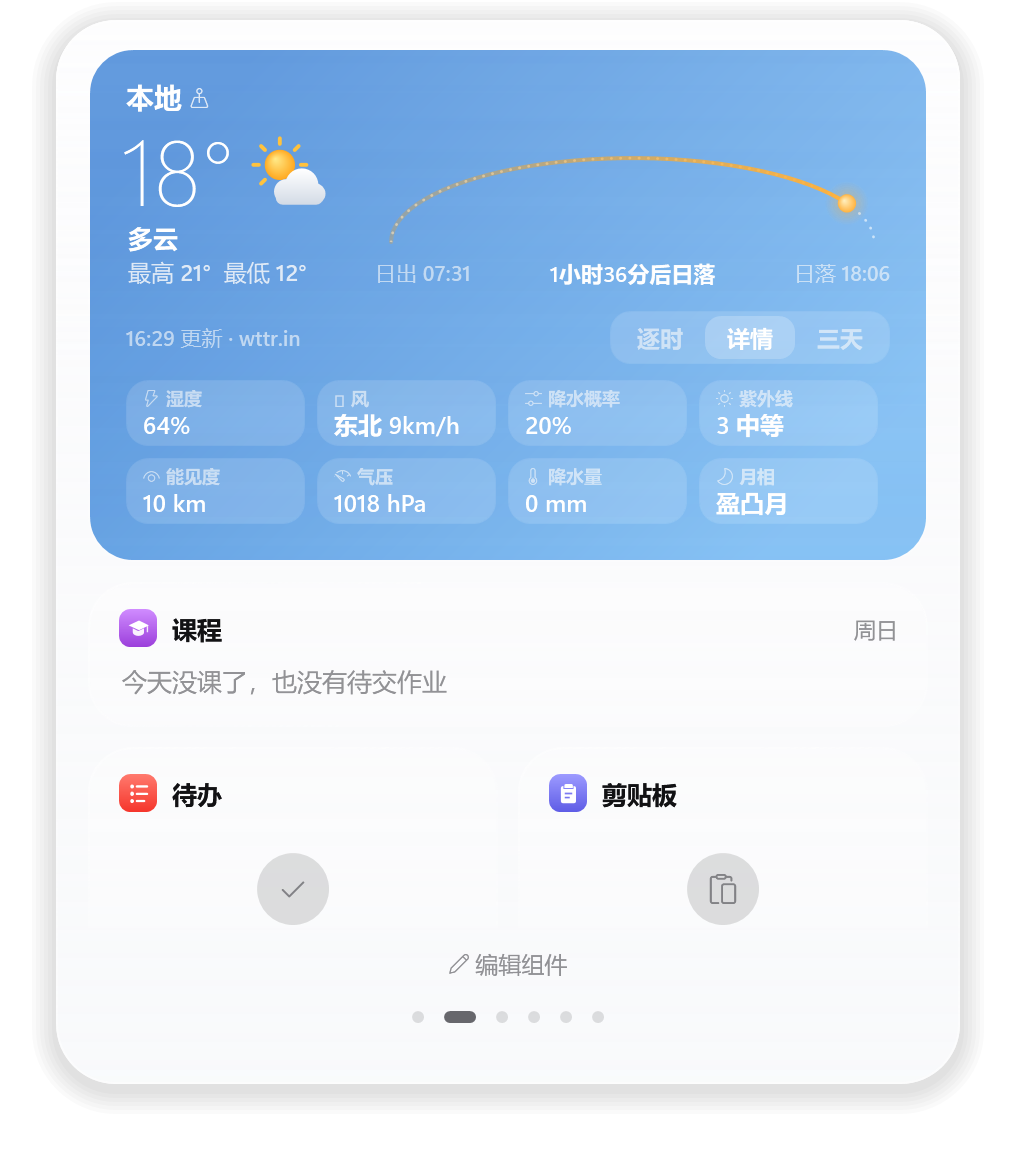 本地
18°
多云
最高 21° 最低 12°
日出 07:31
1小时36分后日落
日落 18:06
16:29 更新 · wttr.in
逐时 详情 三天
湿度
64%
风
东北 9km/h
降水概率
20%
紫外线
3 中等
能见度
10 km
气压
1018 hPa
降水量
0 mm
月相
盈凸月
课程
周日
今天没课了，也没有待交作业
待办
剪贴板
编辑组件